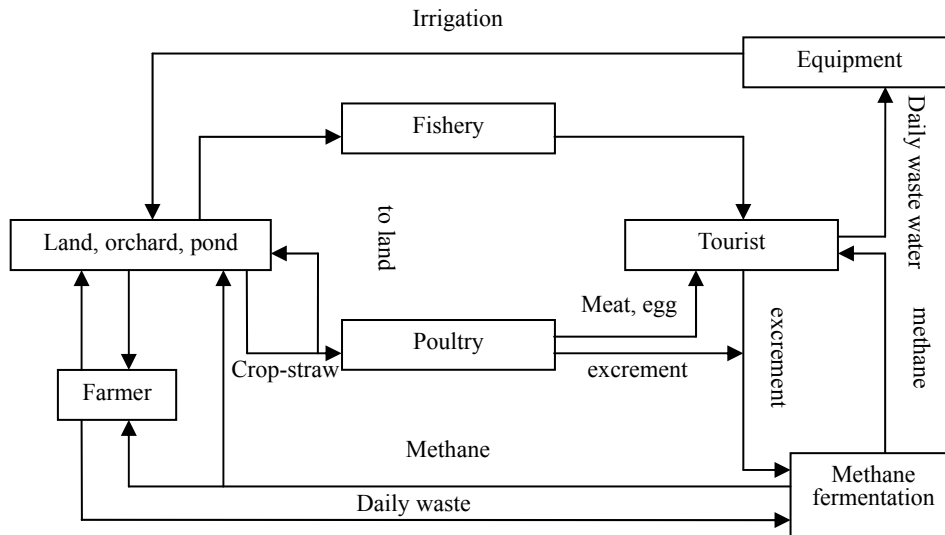 Irrigation
Equipment
Fishery
Daily waste water
to land
Land, orchard, pond
Tourist
Meat, egg
Poultry
Crop-straw
excrement
excrement
methane
Farmer
Methane
Methane
fermentation
Daily waste